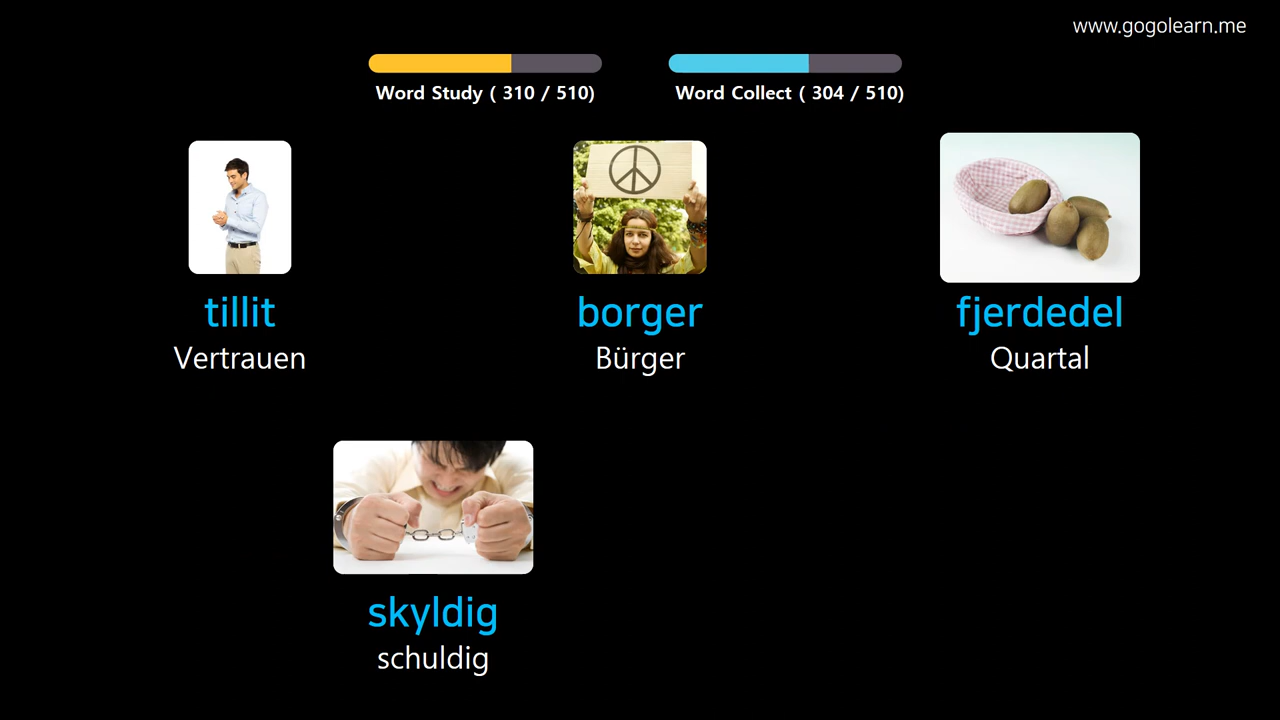 www.gogolearn.me
Word Study ( 310 / 510)
Word Collect ( 304 / 510)
tillit
Vertrauen
borger
Bürger
fjerdedel
Quartal
skyldig
schuldig